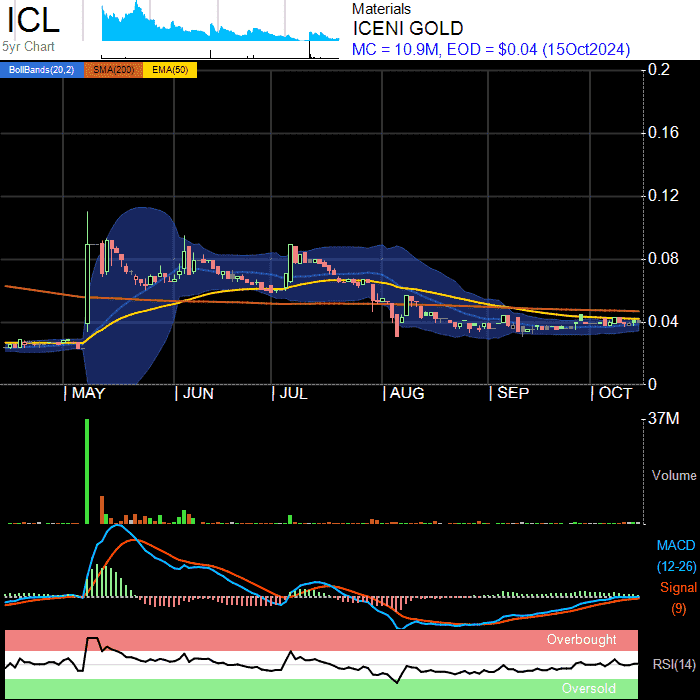 ICL
5yr Chart
Materials
ICENI GOLD
MC = 10.9M, EOD = $0.04 (15Oct2024)
BollBands(20,2) SMA(200) EMA(50)
0.2
0.16
0.12
0.08
0.04
0
MAY JUN JUL AUG SEP OCT
37M
Volume
MACD
(12-26)
Signal
(9)
Overbought
RSI(14)
Oversold